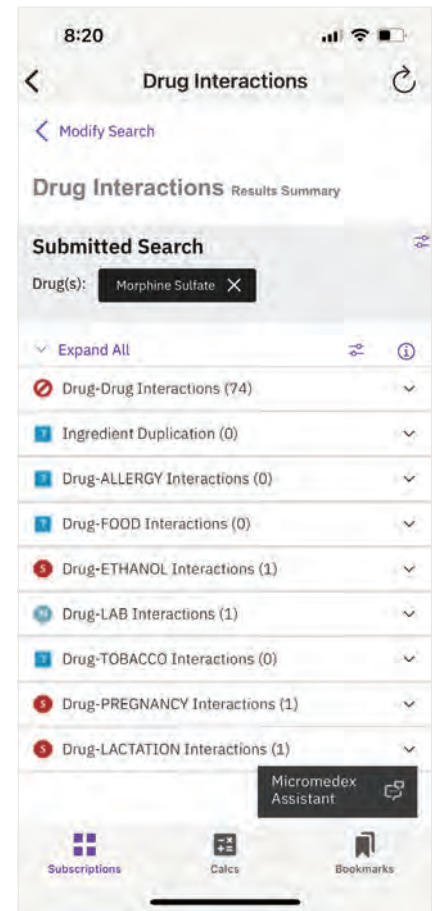 8:20
Drug Interactions
Modify Search
Drug Interactions Results Summary
Submitted Search
Drug(s): Morphine Sulfate
Expand All
Drug-Drug Interactions (74)
Ingredient Duplication (0)
Drug-ALLERGY Interactions (0)
Drug-FOOD Interactions (0)
S Drug-ETHANOL Interactions (1)
Drug-LAB Interactions (1)
Drug-TOBACCO Interactions (0)
S Drug-PREGNANCY Interactions (1)
S Drug-LACTATION Interactions (1)
Micromedex
Assistant
Subscriptions Calcs Bookmarks